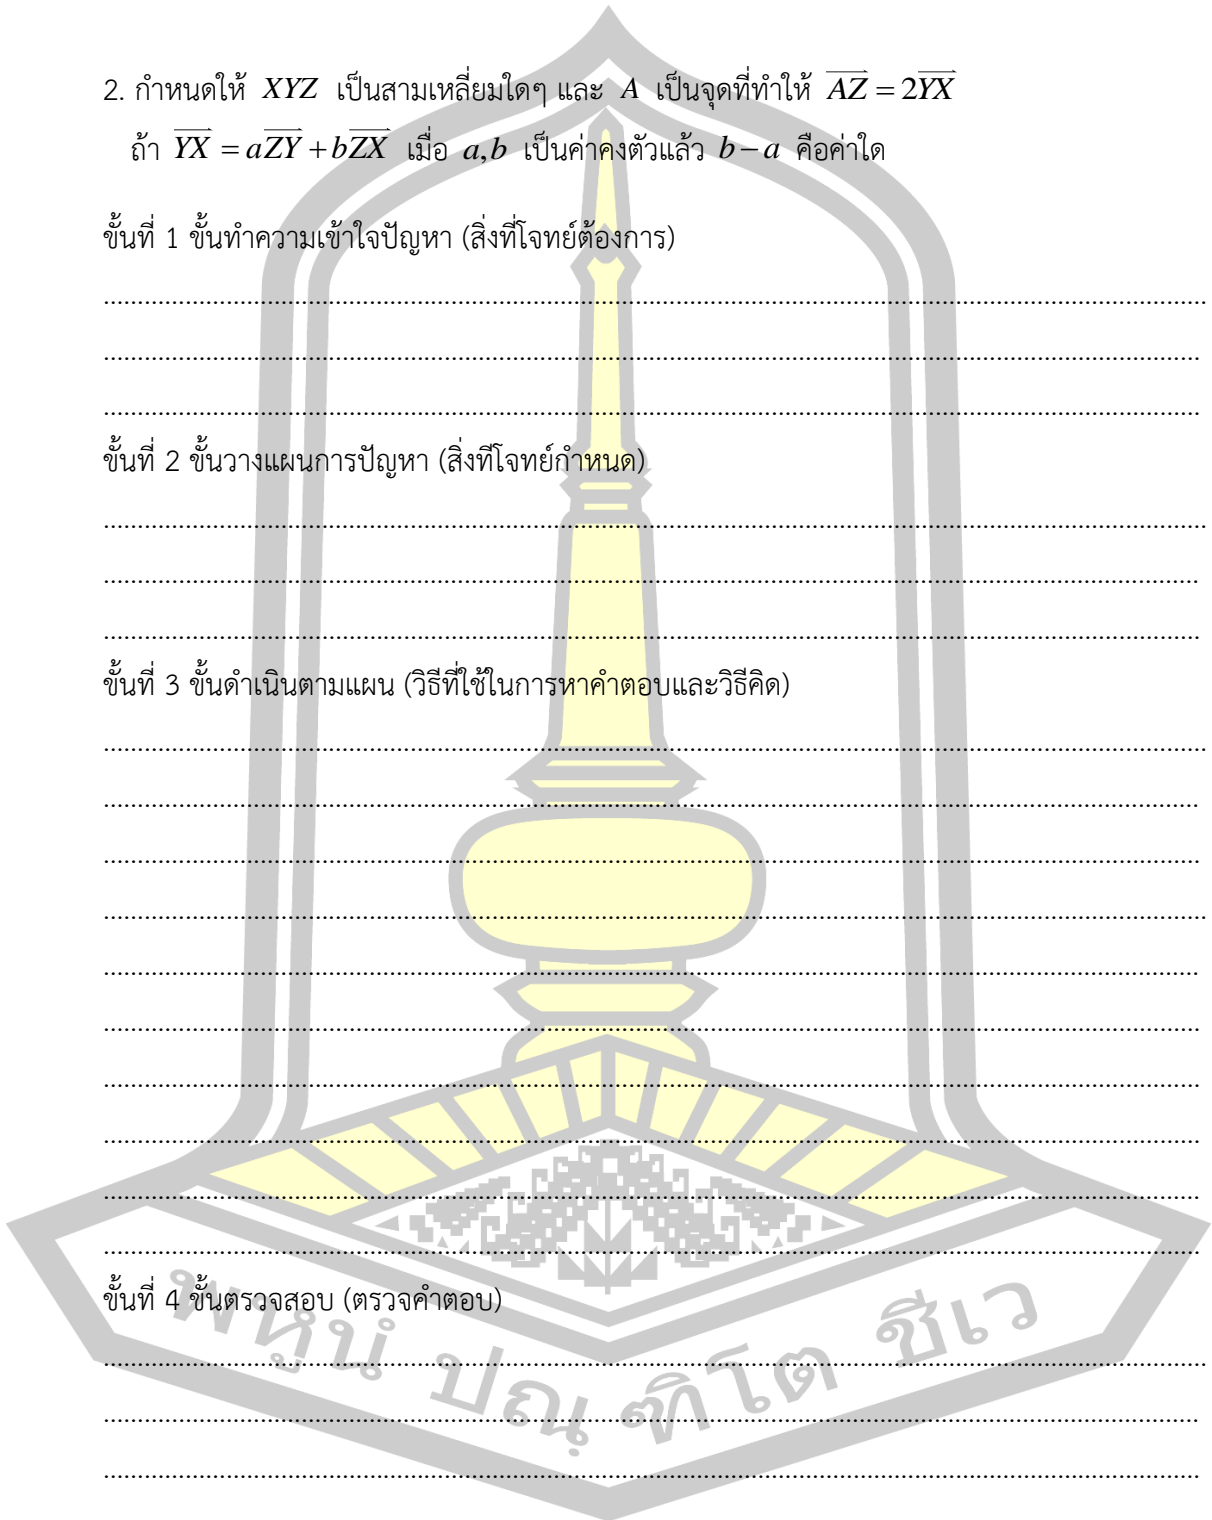 2. กำหนดให้ XYZ เป็นสามเหลี่ยมใดๆ และ A เป็นจุดที่ทำให้ $\overrightarrow{AZ} = 2\overrightarrow{YX}$
ถ้า $\overrightarrow{YX} = a\overrightarrow{ZY} + b\overrightarrow{ZX}$ เมื่อ a,b เป็นค่าคงตัวแล้ว b − a คือค่าใด
ขั้นที่ 1 ขั้นทำความเข้าใจปัญหา (สิ่งที่โจทย์ต้องการ)
ขั้นที่ 2 ขั้นวางแผนการปัญหา (สิ่งทีโจทย์กำหนด)
ขั้นที่ 3 ขั้นดำเนินตามแผน (วิธีที่ใช้ในการหาคำตอบและวิธีคิด)
ขั้นที่ 4 ขั้นตรวจสอบ (ตรวจคำตอบ)
พหูนํ ปณฺฑิโต ชีเว